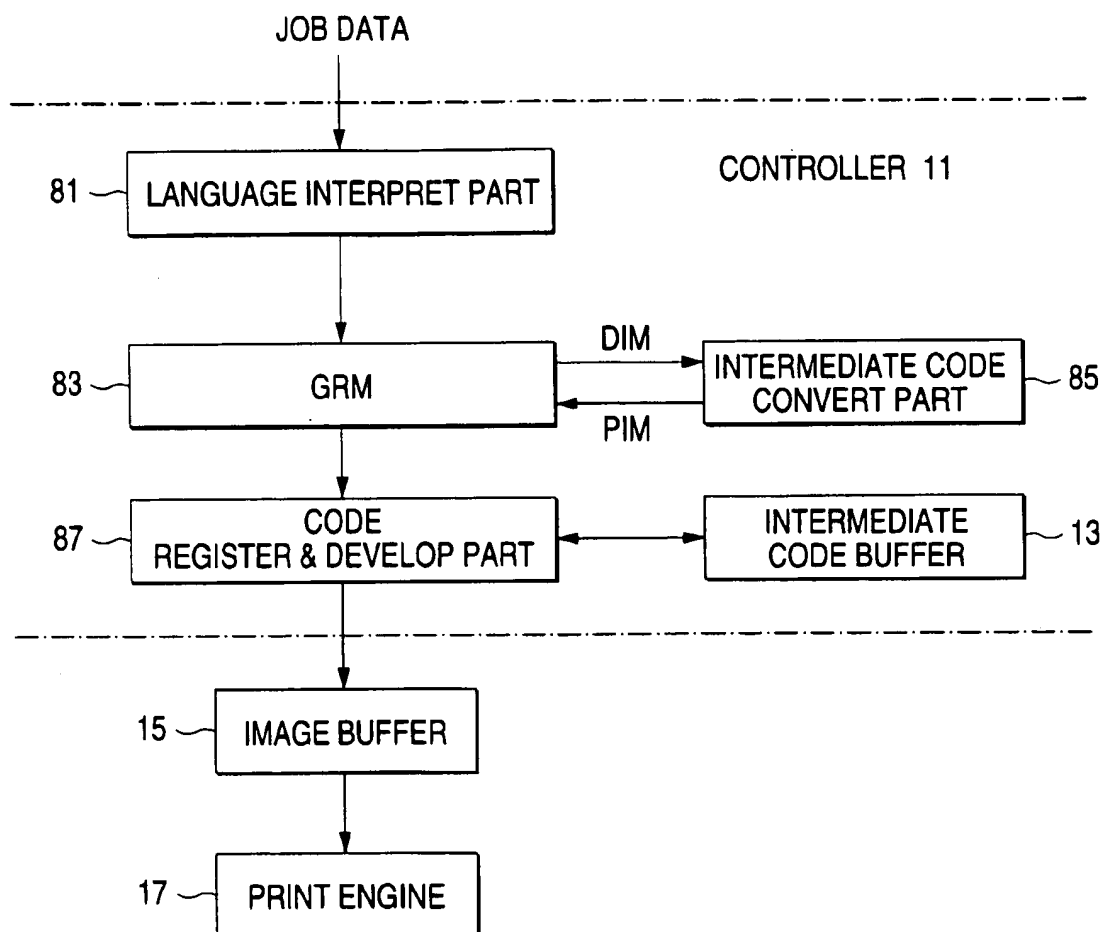 JOB DATA
CONTROLLER 11
81
LANGUAGE INTERPRET PART
83
GRM
DIM
PIM
INTERMEDIATE CODE
CONVERT PART
85
87
CODE
REGISTER & DEVELOP PART
INTERMEDIATE
CODE BUFFER
13
15
IMAGE BUFFER
17
PRINT ENGINE